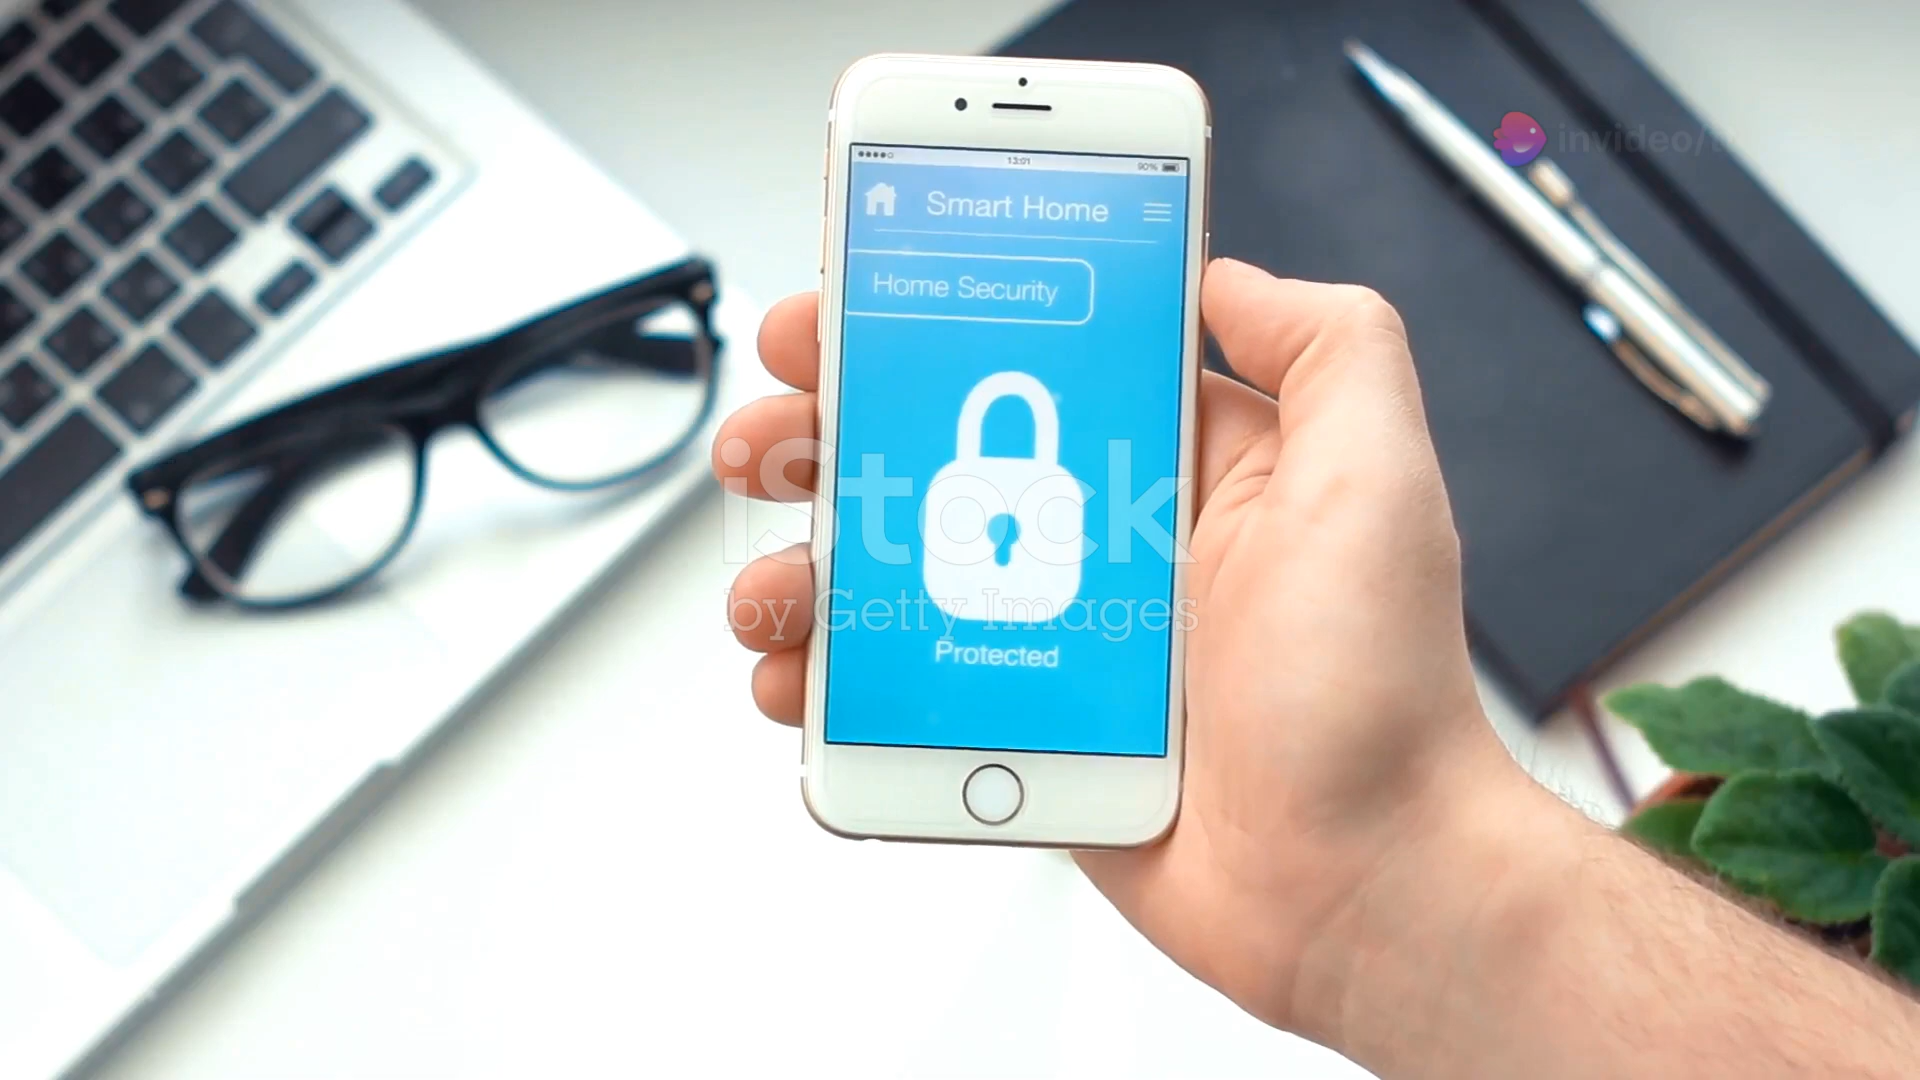 invideo/
13:01
90%
Smart Home
Home Security
iStock
by Getty Images
Protected